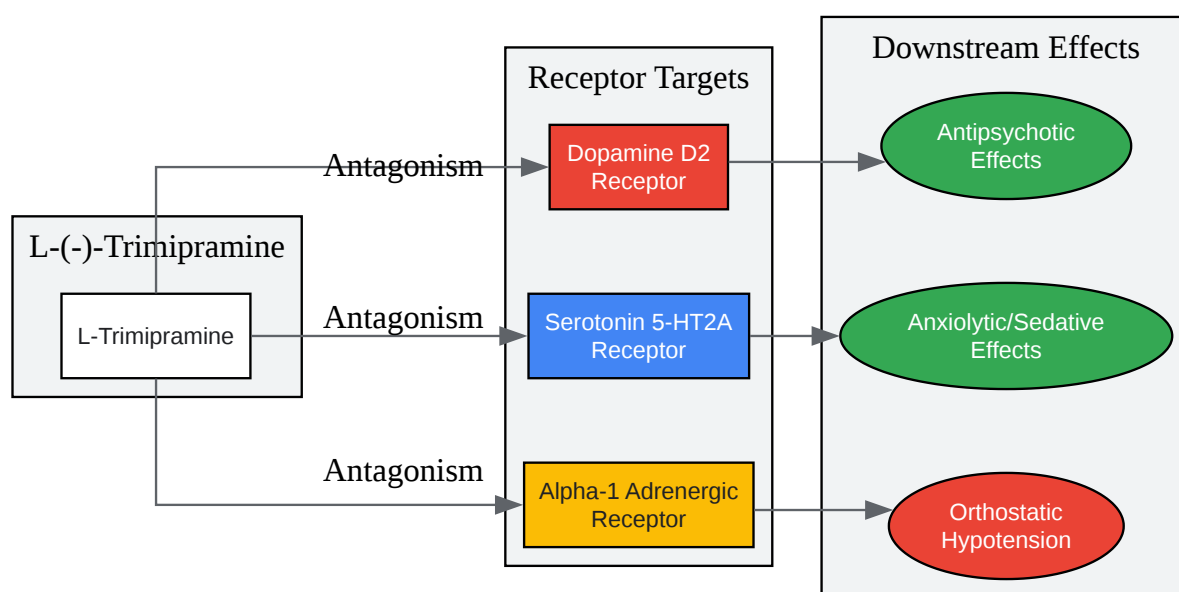 L-(-)-Trimipramine
L-Trimipramine
Antagonism
Antagonism
Antagonism
Receptor Targets
Dopamine D2
Receptor
Serotonin 5-HT2A
Receptor
Alpha-1 Adrenergic
Receptor
Downstream Effects
Antipsychotic
Effects
Anxiolytic/Sedative
Effects
Orthostatic
Hypotension